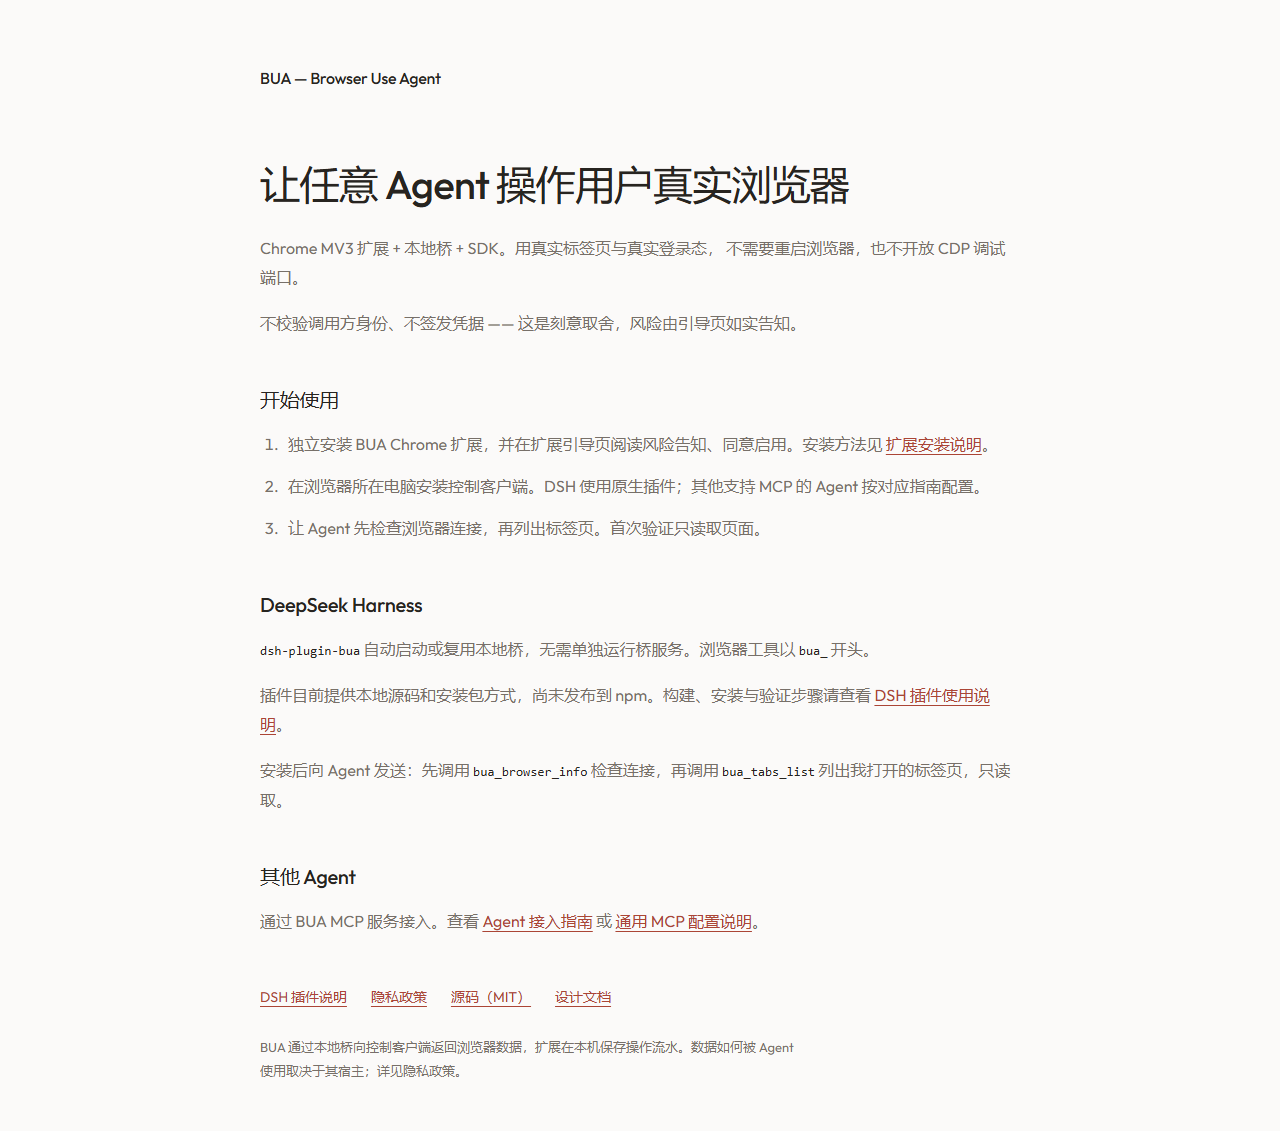 BUA — Browser Use Agent
让任意 Agent 操作用户真实浏览器
Chrome MV3 扩展 + 本地桥 + SDK。用真实标签页与真实登录态， 不需要重启浏览器，也不开放 CDP 调试
端口。
不校验调用方身份、不签发凭据 —— 这是刻意取舍，风险由引导页如实告知。
开始使用
1. 独立安装 BUA Chrome 扩展，并在扩展引导页阅读风险告知、同意启用。安装方法见 扩展安装说明。
2. 在浏览器所在电脑安装控制客户端。DSH 使用原生插件；其他支持 MCP 的 Agent 按对应指南配置。
3. 让 Agent 先检查浏览器连接，再列出标签页。首次验证只读取页面。
DeepSeek Harness
dsh-plugin-bua 自动启动或复用本地桥，无需单独运行桥服务。浏览器工具以 bua_ 开头。
插件目前提供本地源码和安装包方式，尚未发布到 npm。构建、安装与验证步骤请查看 DSH 插件使用说
明。
安装后向 Agent 发送：先调用 bua_browser_info 检查连接，再调用 bua_tabs_list 列出我打开的标签页，只读
取。
其他 Agent
通过 BUA MCP 服务接入。查看 Agent 接入指南 或 通用 MCP 配置说明。
DSH 插件说明 隐私政策 源码（MIT） 设计文档
BUA 通过本地桥向控制客户端返回浏览器数据，扩展在本机保存操作流水。数据如何被 Agent
使用取决于其宿主；详见隐私政策。